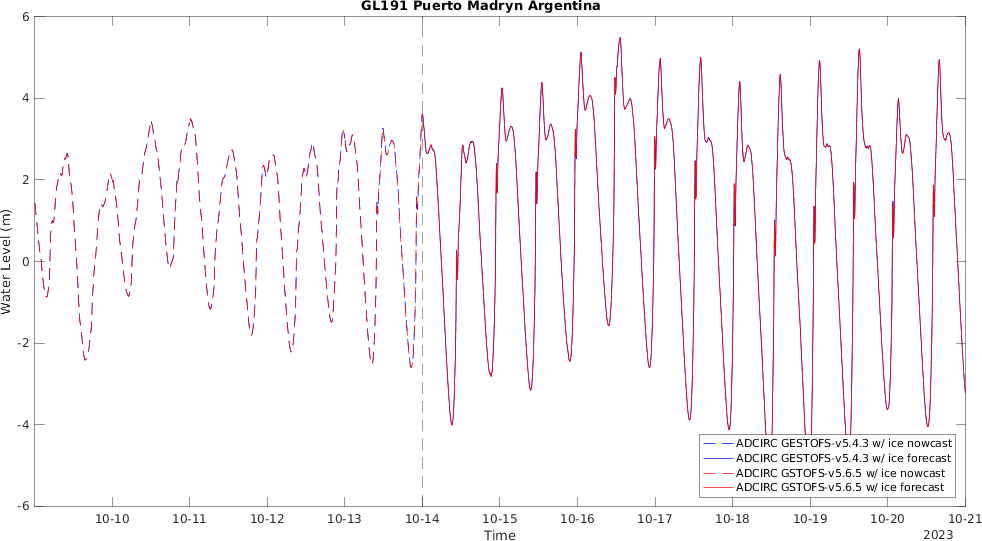 GL191 Puerto Madryn Argentina
6
4
2
0
-2
-4
-6
Water Level (m)
ADCIRC GESTOFS-v5.4.3 w/ ice nowcast
ADCIRC GESTOFS-v5.4.3 w/ ice forecast
ADCIRC GSTOFS-v5.6.5 w/ ice nowcast
ADCIRC GSTOFS-v5.6.5 w/ ice forecast
10-10 10-11 10-12 10-13 10-14 10-15 10-16 10-17 10-18 10-19 10-20 10-21
Time
2023